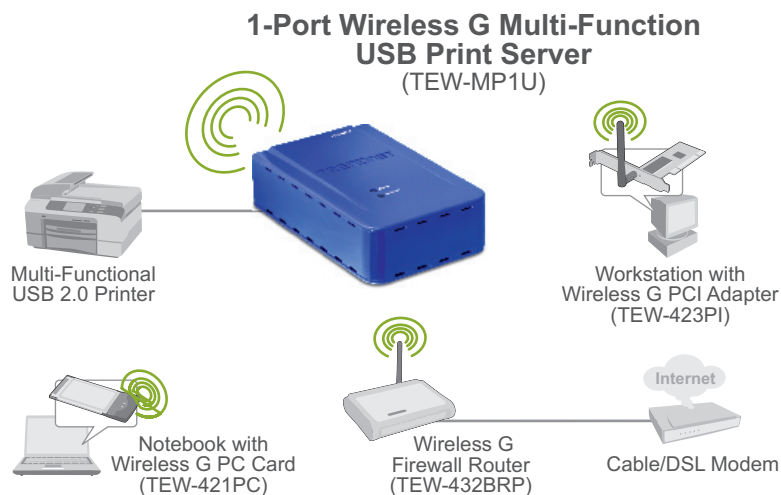 1-Port Wireless G Multi-Function
USB Print Server
(TEW-MP1U)
TRENDNET
Multi-Functional
USB 2.0 Printer
Workstation with
Wireless G PCI Adapter
(TEW-423PI)
Notebook with
Wireless G PC Card
(TEW-421PC)
Wireless G
Firewall Router
(TEW-432BRP)
Internet
Cable/DSL Modem